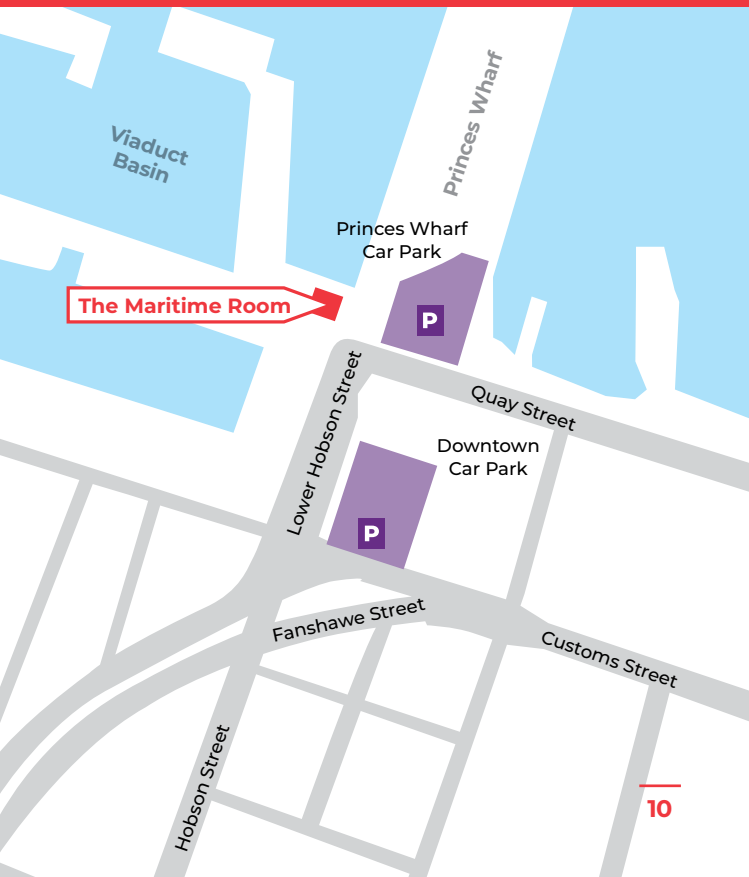 Princes Wharf
Viaduct
Basin
Princes Wharf
Car Park
The Maritime Room
P
Quay Street
Lower Hobson Street
Downtown
Car Park
P
Fanshawe Street
Customs Street
Hobson Street
10